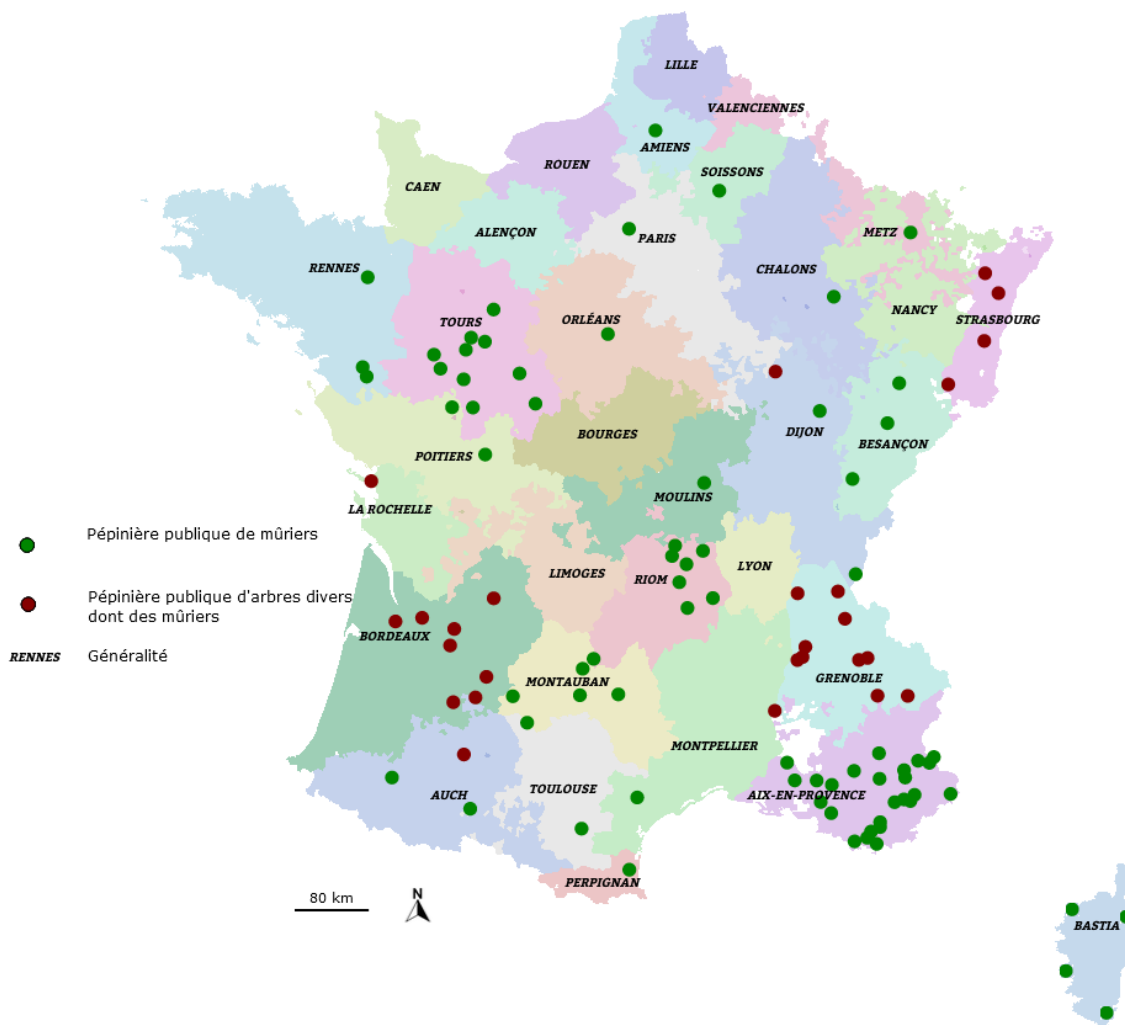 LILLE
VALENCIENNES
AMIENS
ROUEN
SOISSONS
CAEN
ALENÇON
PARIS
METZ
RENNES
CHALONS
NANCY
STRASBOURG
TOURS
ORLÉANS
BOURGES
DIJON
BESANÇON
POITIERS
MOULINS
LA ROCHELLE
Pépinière publique de mûriers
LIMOGES
RIOM
LYON
Pépinière publique d'arbres divers
dont des mûriers
BORDEAUX
RENNES Généralité
GRENOBLE
MONTAUBAN
MONTPELLIER
TOULOUSE
AUCH
AIX-EN-PROVENCE
PERPIGNAN
80 km
N
BASTIA